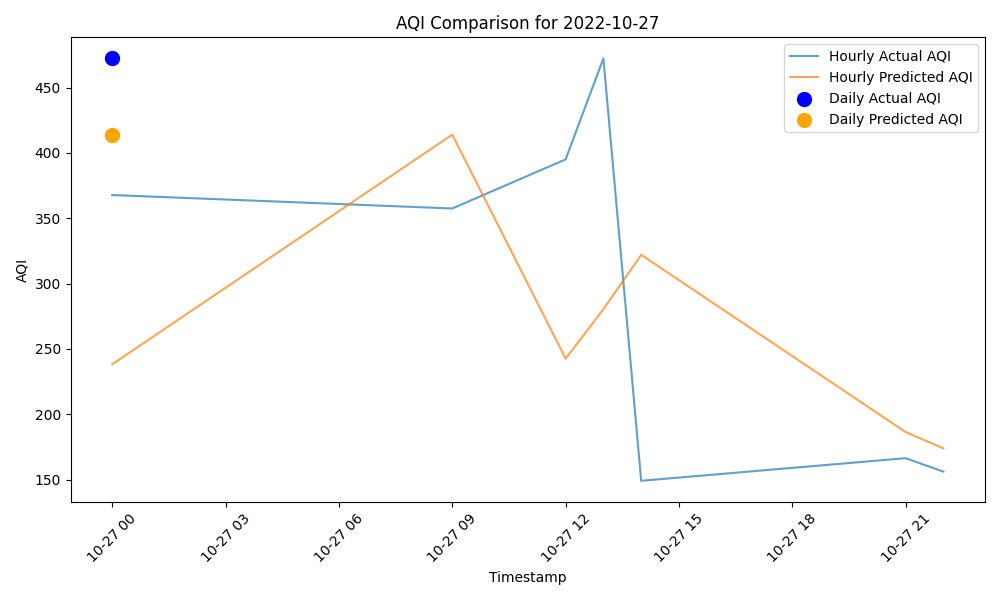 AQI Comparison for 2022-10-27
Hourly Actual AQI
Hourly Predicted AQI
Daily Actual AQI
Daily Predicted AQI
AQI
450
400
350
300
250
200
150
10-27 00
10-27 03
10-27 06
10-27 09
10-27 12
10-27 15
10-27 18
10-27 21
Timestamp